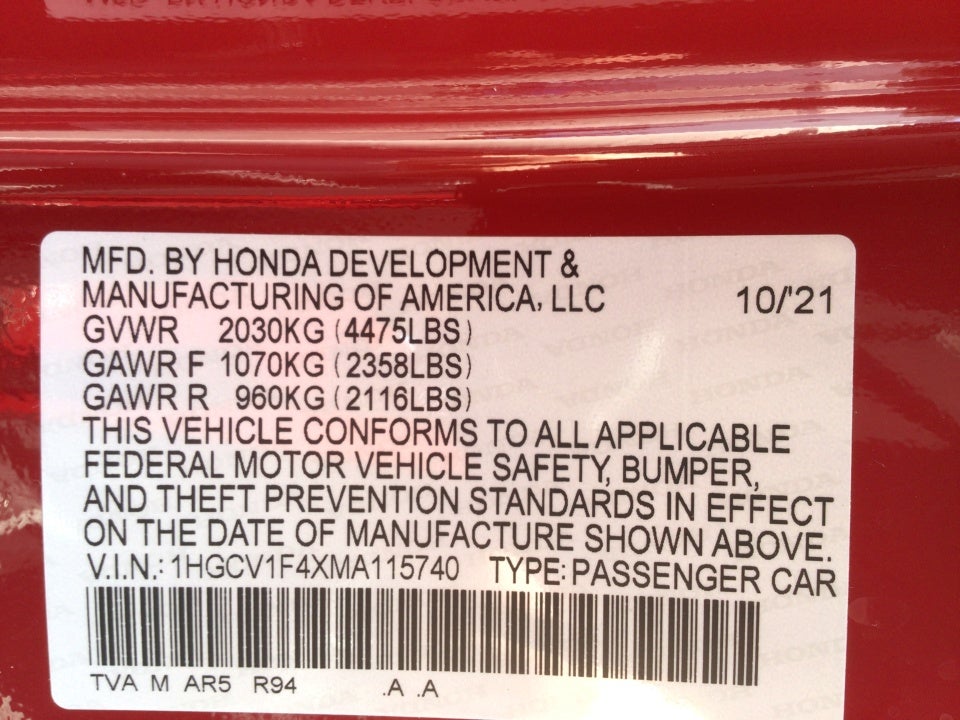 MFD. BY HONDA DEVELOPMENT &
MANUFACTURING OF AMERICA, LLC 10/'21
GVWR 2030KG (4475LBS)
GAWR F 1070KG (2358LBS)
GAWR R 960KG (2116LBS)
THIS VEHICLE CONFORMS TO ALL APPLICABLE
FEDERAL MOTOR VEHICLE SAFETY, BUMPER,
AND THEFT PREVENTION STANDARDS IN EFFECT
ON THE DATE OF MANUFACTURE SHOWN ABOVE.
V.I.N.: 1HGCV1F4XMA115740 TYPE: PASSENGER CAR
TVA M AR5 R94 .A .A